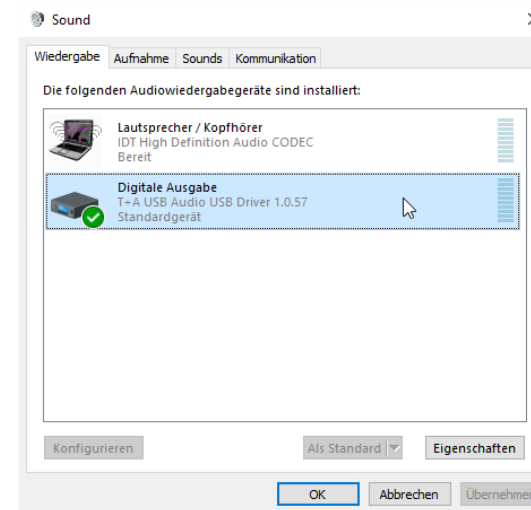 Sound
Wiedergabe Aufnahme Sounds Kommunikation
Die folgenden Audiowiedergabegeräte sind installiert:
Lautsprecher / Kopfhörer
IDT High Definition Audio CODEC
Bereit
Digitale Ausgabe
T+A USB Audio USB Driver 1.0.57
Standardgerät
Konfigurieren Als Standard Eigenschaften
OK Abbrechen Übernehmen